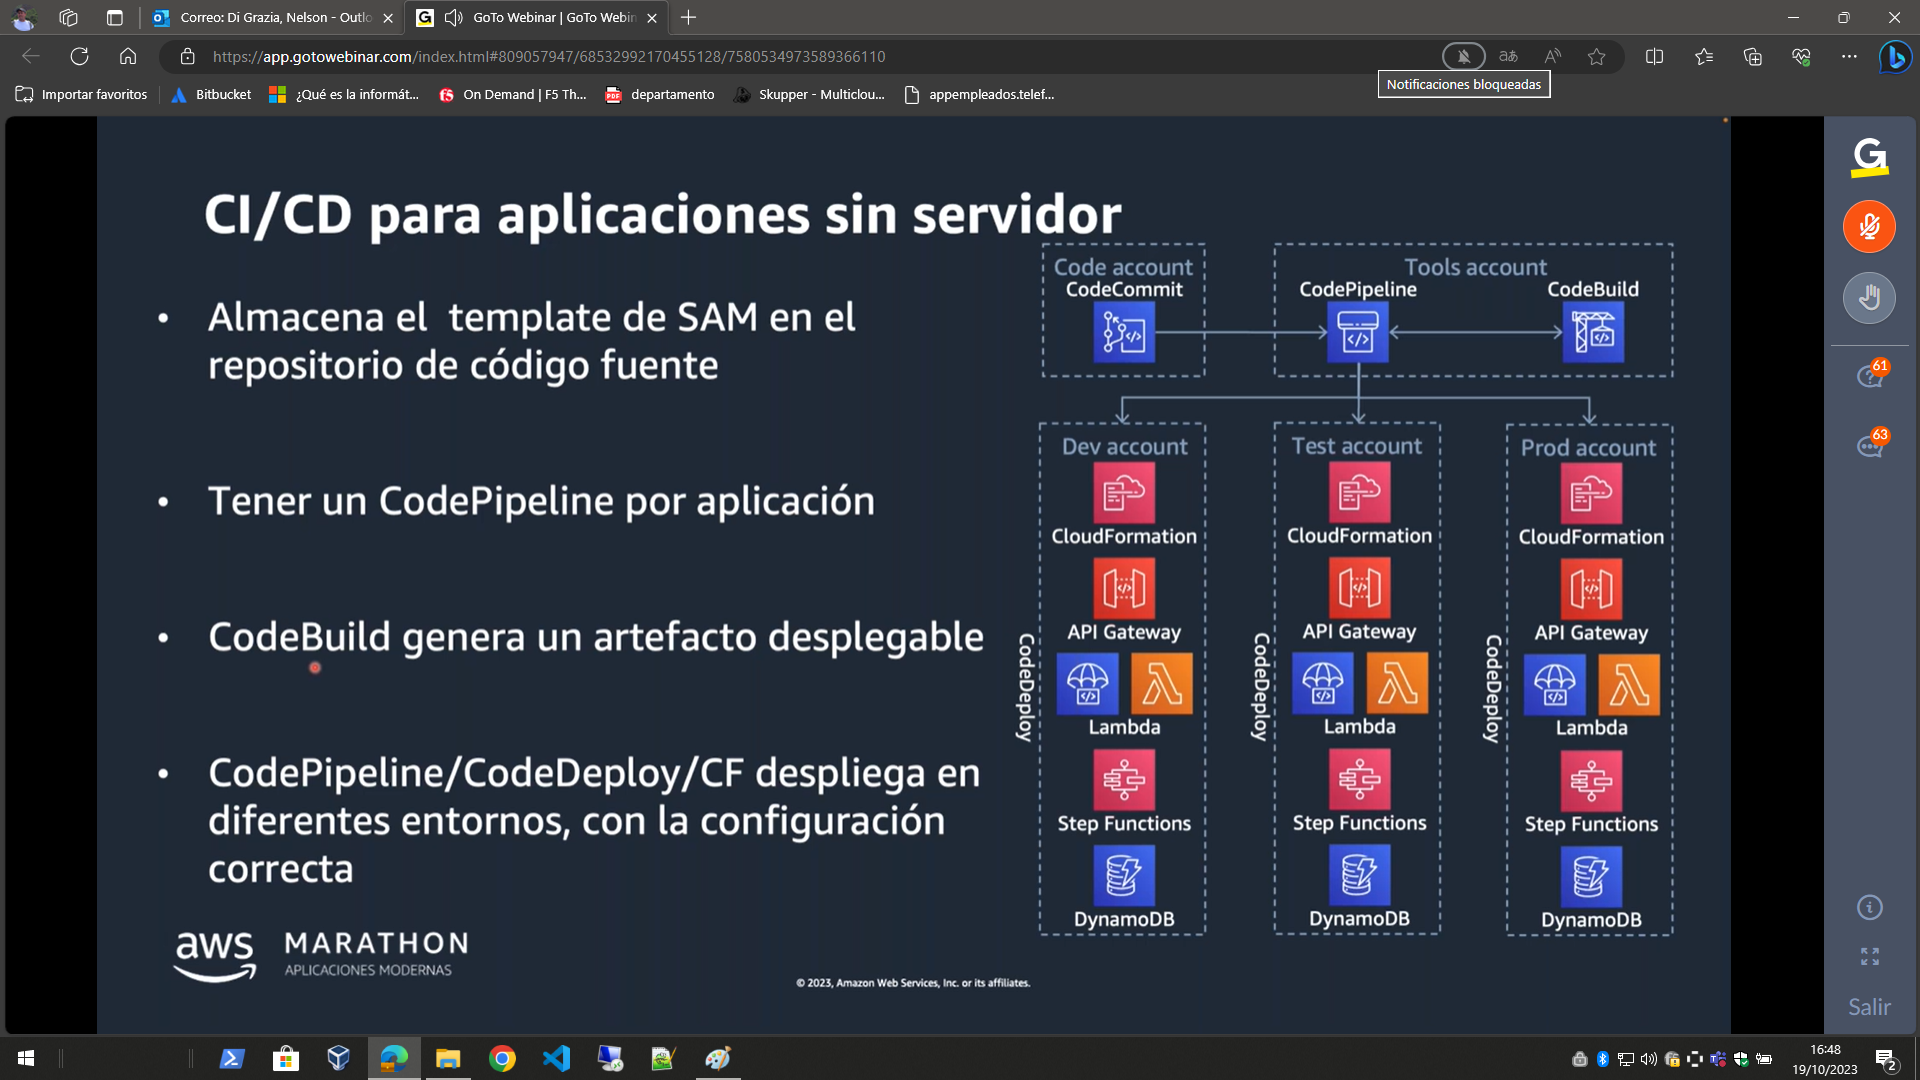 Correo: Di Grazia, Nelson - Outlo
GoTo Webinar | GoTo Webin
https://app.gotowebinar.com/index.html#809057947/68532992170455128/7580534973589366110
aあ
Notificaciones bloqueadas
Importar favoritos
Bitbucket
¿Qué es la informát...
On Demand | F5 Th...
departamento
Skupper - Multiclou...
appempleados.telef...
CI/CD para aplicaciones sin servidor
• Almacena el template de SAM en el
repositorio de código fuente
• Tener un CodePipeline por aplicación
• CodeBuild genera un artefacto desplegable
• CodePipeline/CodeDeploy/CF despliega en
diferentes entornos, con la configuración
correcta
Code account
CodeCommit
Tools account
CodePipeline
CodeBuild
Dev account
CloudFormation
API Gateway
CodeDeploy
Lambda
Step Functions
DynamoDB
Test account
CloudFormation
API Gateway
CodeDeploy
Lambda
Step Functions
DynamoDB
Prod account
CloudFormation
API Gateway
CodeDeploy
Lambda
Step Functions
DynamoDB
aws
MARATHON
APLICACIONES MODERNAS
© 2023, Amazon Web Services, Inc. or its affiliates.
G
61
63
Salir
16:48
19/10/2023
2